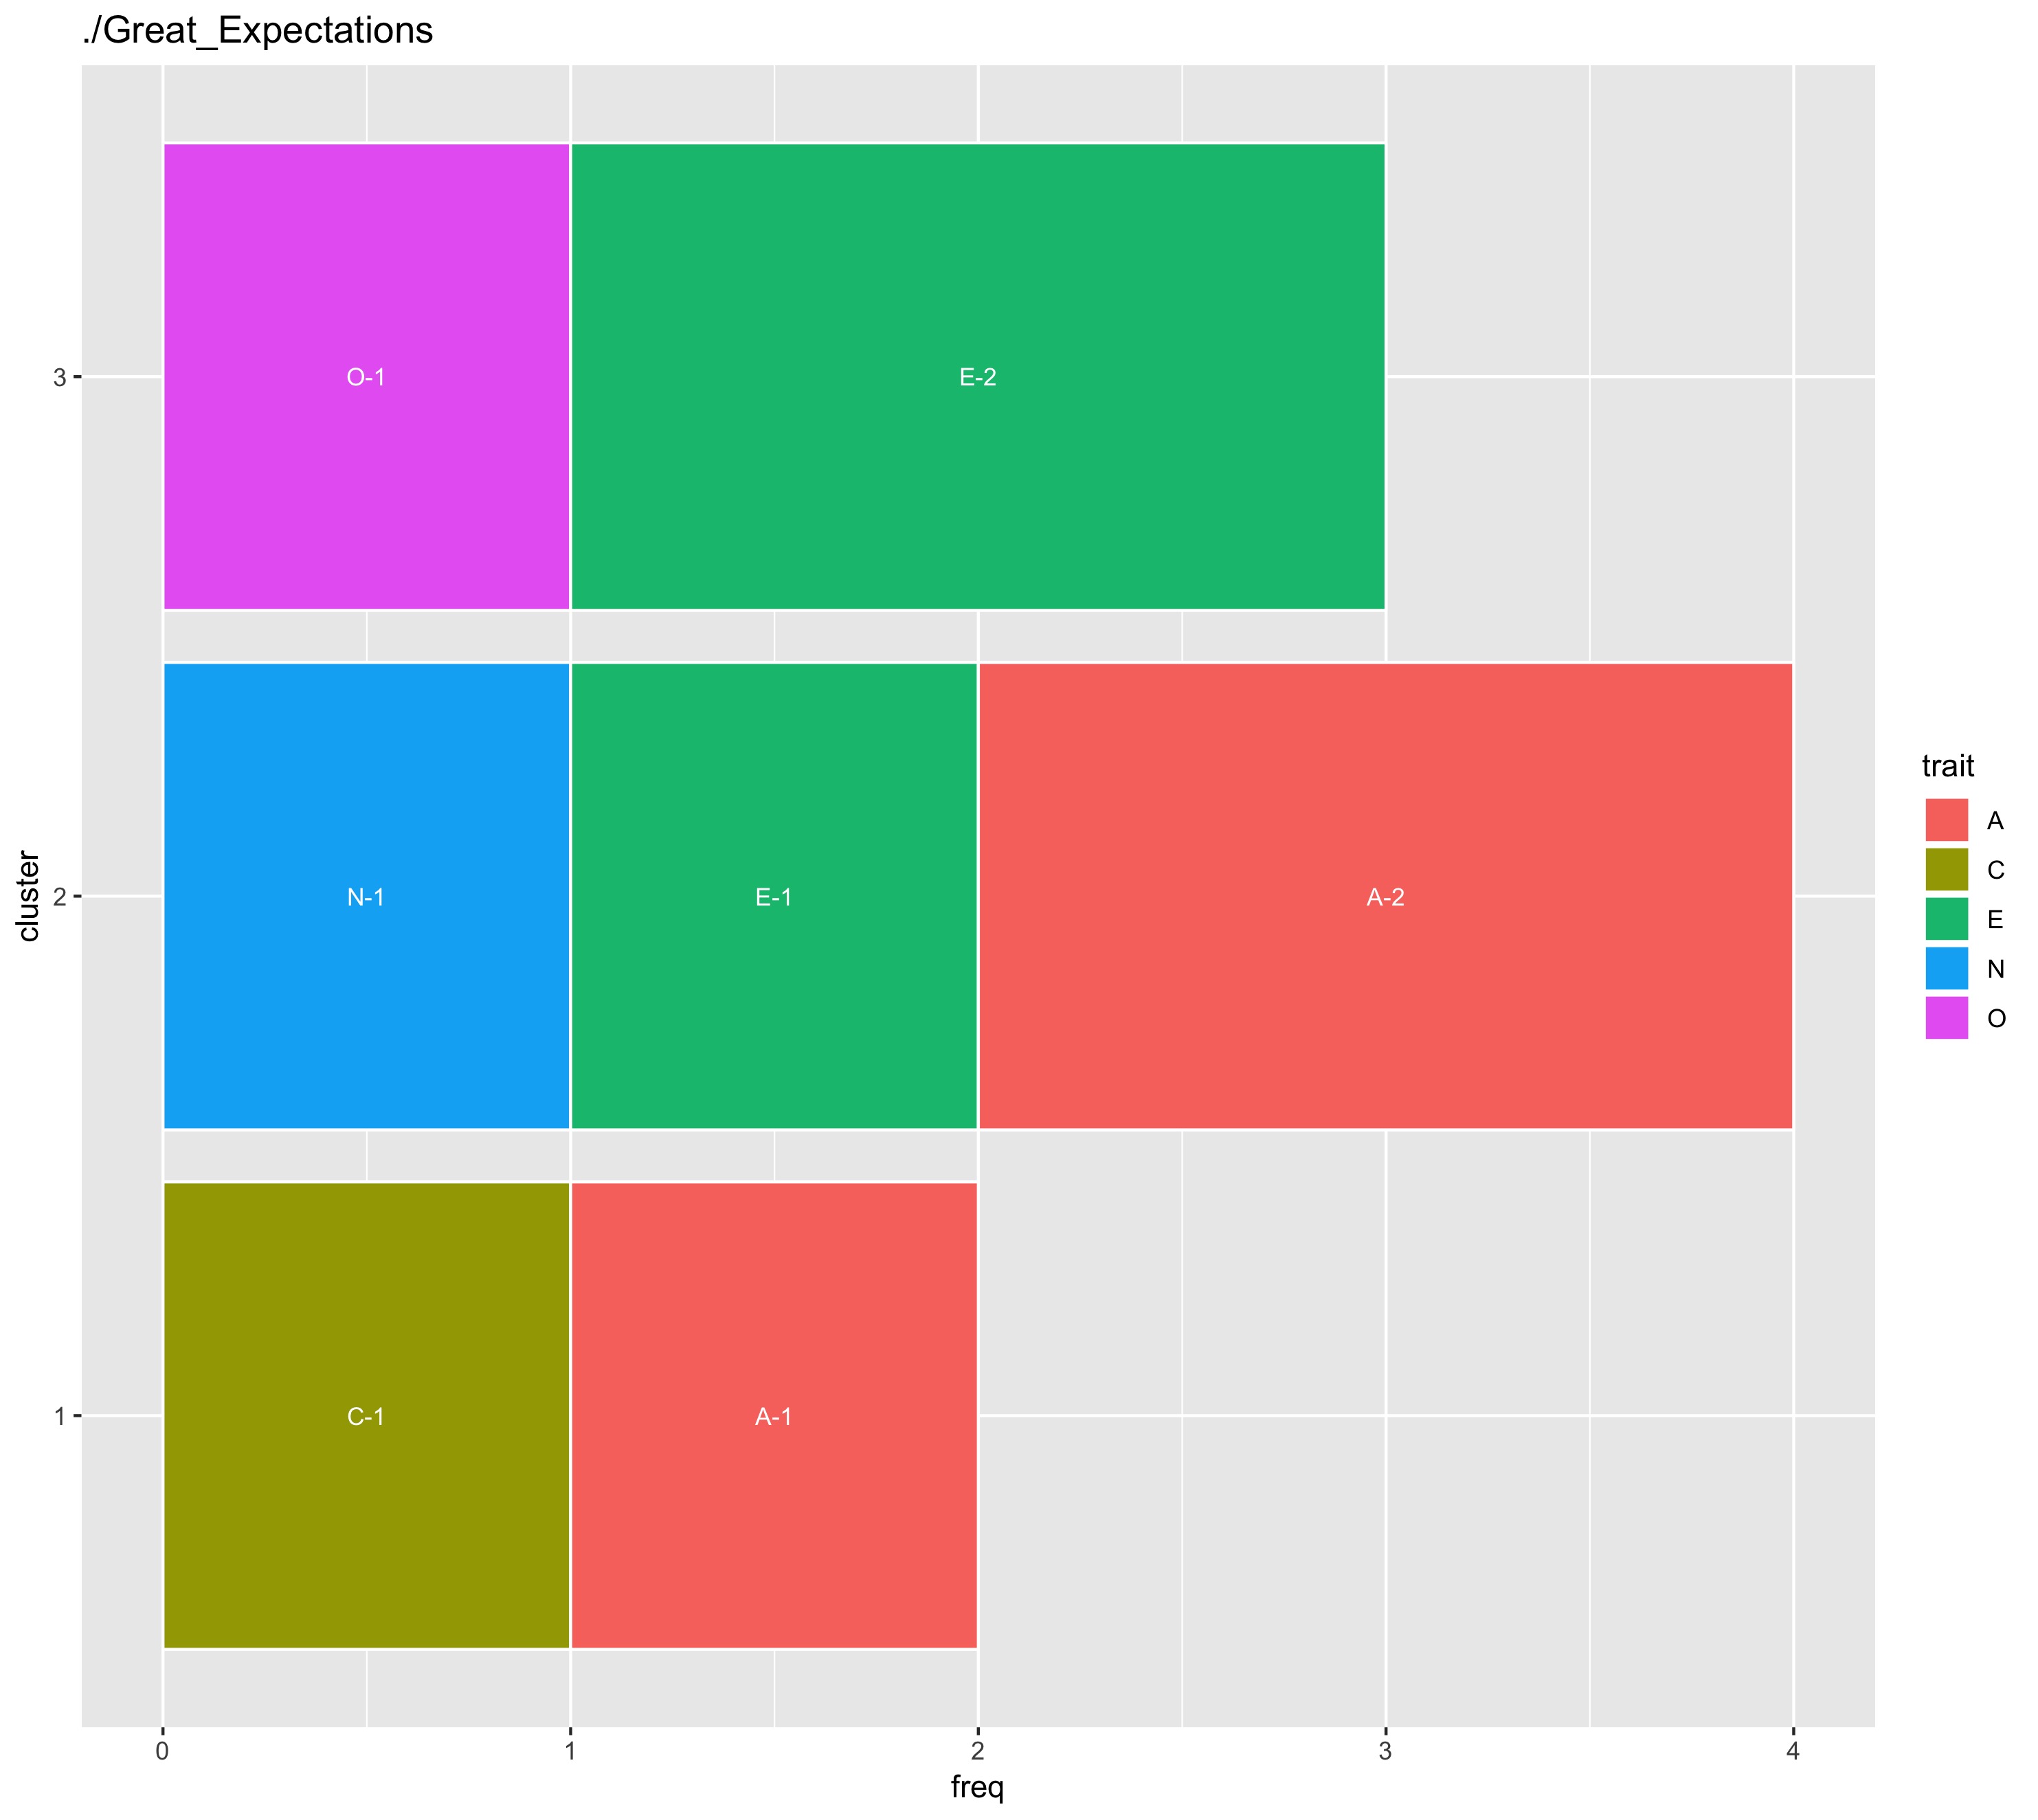 ./Great_Expectations
3
O-1
E-2
2
N-1
E-1
A-2
1
C-1
A-1
0
1
2
3
4
freq
cluster
trait
A
C
E
N
O